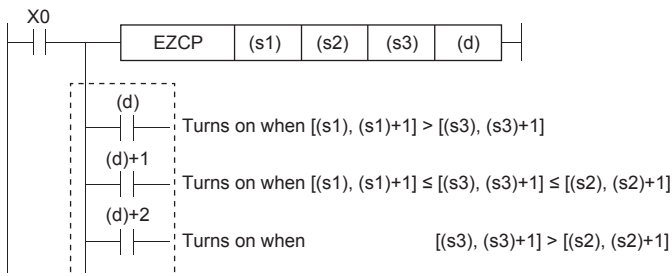 X0
EZCP (s1) (s2) (s3) (d)
(d)
Turns on when [(s1), (s1)+1] > [(s3), (s3)+1]
(d)+1
Turns on when [(s1), (s1)+1] ≤ [(s3), (s3)+1] ≤ [(s2), (s2)+1]
(d)+2
Turns on when [(s3), (s3)+1] > [(s2), (s2)+1]